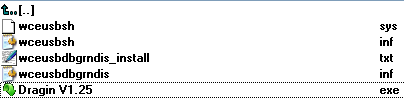 [..]
wceusbsh sys
wceusbsh inf
wceusbdbgrndis_install txt
wceusbdbgrndis inf
Dragin V1.25 exe